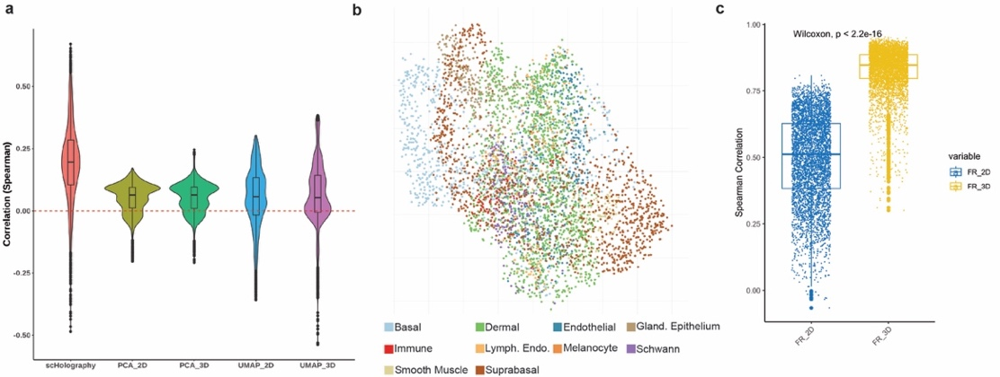 a
Correlation (Spearman)
0.50
0.25
0.00
-0.25
-0.50
scHolography PCA_2D PCA_3D UMAP_2D UMAP_3D
b
Basal Dermal Endothelial Gland. Epithelium
Immune Lymph. Endo. Melanocyte Schwann
Smooth Muscle Suprabasal
c
Spearman Correlation
1.00
0.75
0.50
0.25
0.00
Wilcoxon, p < 2.2e-16
FR_2D FR_3D
variable
FR_2D
FR_3D